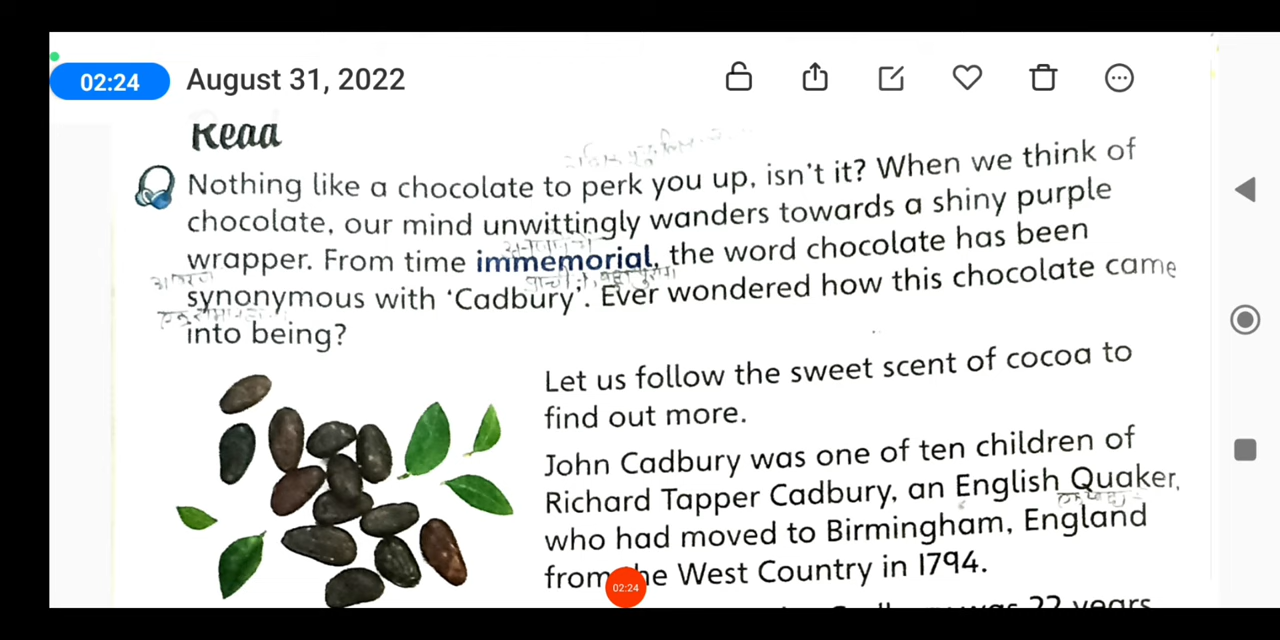 02:24
August 31, 2022
Read
Nothing like a chocolate to perk you up, isn't it? When we think of
chocolate, our mind unwittingly wanders towards a shiny purple
wrapper. From time immemorial, the word chocolate has been
synonymous with 'Cadbury'. Ever wondered how this chocolate came
into being?
Let us follow the sweet scent of cocoa to
find out more.
John Cadbury was one of ten children of
Richard Tapper Cadbury, an English Quaker,
who had moved to Birmingham, England
from the West Country in 1794.
02:24
was 22 years